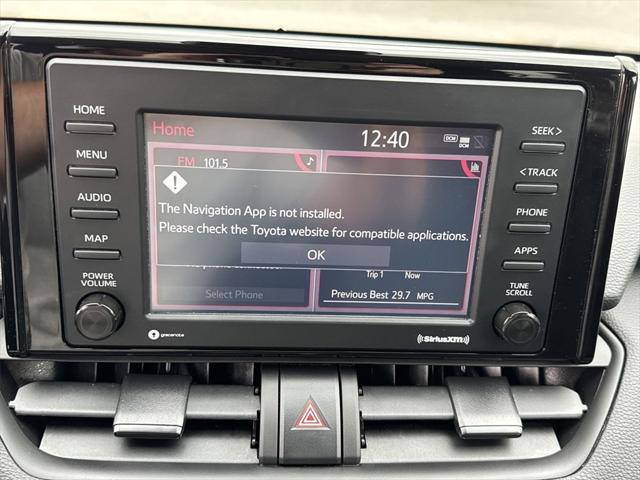 HOME
MENU
AUDIO
MAP
POWER
VOLUME
Home
12:40
DCM
DCM
FM 101.5
The Navigation App is not installed.
Please check the Toyota website for compatible applications.
OK
Trip 1 Now
Select Phone
Previous Best 29.7 MPG
SEEK >
< TRACK
PHONE
APPS
TUNE
SCROLL
gracenote
SiriusXM